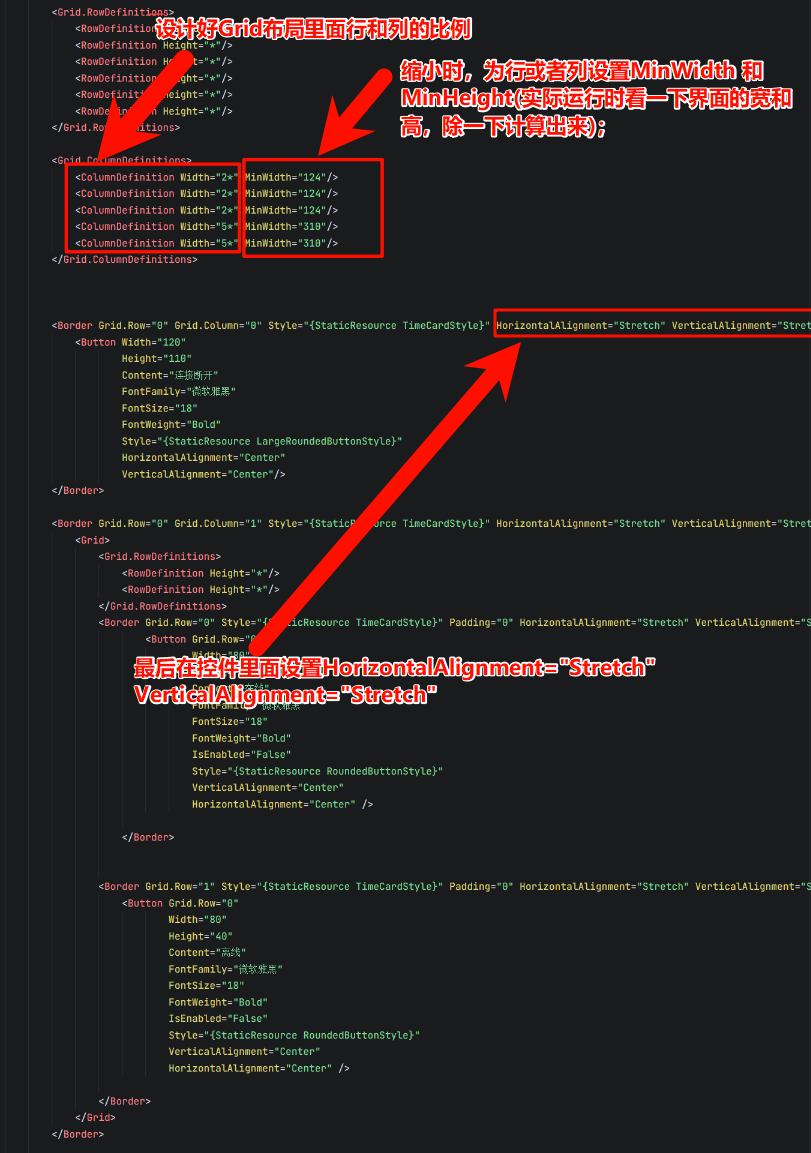 <Grid.RowDefinitions>
<RowDefinition
设计好Grid布局里面行和列的比例
<RowDefinition Height="*"/>
<RowDefinition
<RowDefinition Height="*"/>
<RowDefinition Height="*"/>
<RowDefinition Height="*"/>
</Grid.RowDefinitions>
缩小时，为行或者列设置MinWidth 和
MinHeight(实际运行时看一下界面的宽和
高，除一下计算出来)；
<Grid.ColumnDefinitions>
<ColumnDefinition Width="2*" MinWidth="124"/>
<ColumnDefinition Width="2*" MinWidth="124"/>
<ColumnDefinition Width="2*" MinWidth="124"/>
<ColumnDefinition Width="5*" MinWidth="310"/>
<ColumnDefinition Width="5*" MinWidth="310"/>
</Grid.ColumnDefinitions>
<Border Grid.Row="0" Grid.Column="0" Style="{StaticResource TimeCardStyle}" HorizontalAlignment="Stretch" VerticalAlignment="Stret
<Button Width="120"
Height="110"
Content="连接断开"
FontFamily="微软雅黑"
FontSize="18"
FontWeight="Bold"
Style="{StaticResource LargeRoundedButtonStyle}"
HorizontalAlignment="Center"
VerticalAlignment="Center"/>
</Border>
<Border Grid.Row="0" Grid.Column="1" Style="{StaticResource TimeCardStyle}" HorizontalAlignment="Stretch" VerticalAlignment="Stret
<Grid>
<Grid.RowDefinitions>
<RowDefinition Height="*"/>
<RowDefinition Height="*"/>
</Grid.RowDefinitions>
<Border Grid.Row="0" Style="{StaticResource TimeCardStyle}" Padding="0" HorizontalAlignment="Stretch" VerticalAlignment="S
<Button Grid.Row="0"
Width="80"
最后在控件里面设置HorizontalAlignment="Stretch"
VerticalAlignment="Stretch"
FontFamily="微软雅黑"
FontSize="18"
FontWeight="Bold"
IsEnabled="False"
Style="{StaticResource RoundedButtonStyle}"
VerticalAlignment="Center"
HorizontalAlignment="Center" />
</Border>
<Border Grid.Row="1" Style="{StaticResource TimeCardStyle}" Padding="0" HorizontalAlignment="Stretch" VerticalAlignment="S
<Button Grid.Row="0"
Width="80"
Height="40"
Content="离线"
FontFamily="微软雅黑"
FontSize="18"
FontWeight="Bold"
IsEnabled="False"
Style="{StaticResource RoundedButtonStyle}"
VerticalAlignment="Center"
HorizontalAlignment="Center" />
</Border>
</Grid>
</Border>